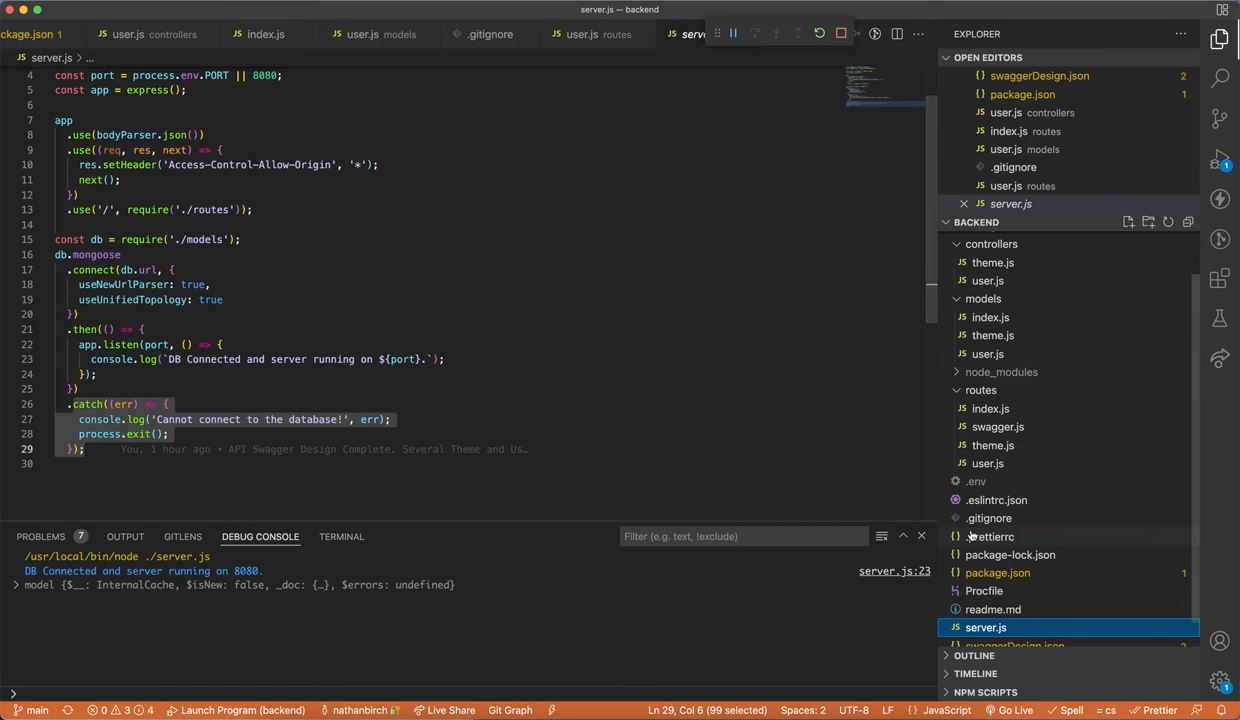 server.js — backend
ckage.json 1
user.js controllers
index.js
user.js models
.gitignore
user.js routes
server.js > ...
4 const port = process.env.PORT || 8080;
5 const app = express();
6
7 app
8 .use(bodyParser.json())
9 .use((req, res, next) => {
10 res.setHeader('Access-Control-Allow-Origin', '*');
11 next();
12 })
13 .use('/', require('./routes'));
14
15 const db = require('./models');
16 db.mongoose
17 .connect(db.url, {
18 useNewUrlParser: true,
19 useUnifiedTopology: true
20 })
21 .then(() => {
22 app.listen(port, () => {
23 console.log(`DB Connected and server running on ${port}.`);
24 });
25 })
26 .catch((err) => {
27 console.log('Cannot connect to the database!', err);
28 process.exit();
29 }); You, 1 hour ago • API Swagger Design Complete. Several Theme and Us…
30
PROBLEMS 7 OUTPUT GITLENS DEBUG CONSOLE TERMINAL
Filter (e.g. text, !exclude)
/usr/local/bin/node ./server.js
DB Connected and server running on 8080. server.js:23
> model {$__: InternalCache, $isNew: false, _doc: {…}, $errors: undefined}
>
EXPLORER
OPEN EDITORS
{} swaggerDesign.json 2
{} package.json 1
JS user.js controllers
JS index.js routes
JS user.js models
.gitignore
JS user.js routes
JS server.js
BACKEND
controllers
JS theme.js
JS user.js
models
JS index.js
JS theme.js
JS user.js
node_modules
routes
JS index.js
JS swagger.js
JS theme.js
JS user.js
.env
.eslintrc.json
.gitignore
{} .prettierrc
{} package-lock.json
{} package.json 1
Procfile
readme.md
JS server.js
{} swaggerDesign.json 2
OUTLINE
TIMELINE
NPM SCRIPTS
1
1
main 0 3 4 Launch Program (backend) nathanbirch Live Share Git Graph
Ln 29, Col 6 (99 selected) Spaces: 2 UTF-8 LF {} JavaScript Go Live Spell = cs Prettier